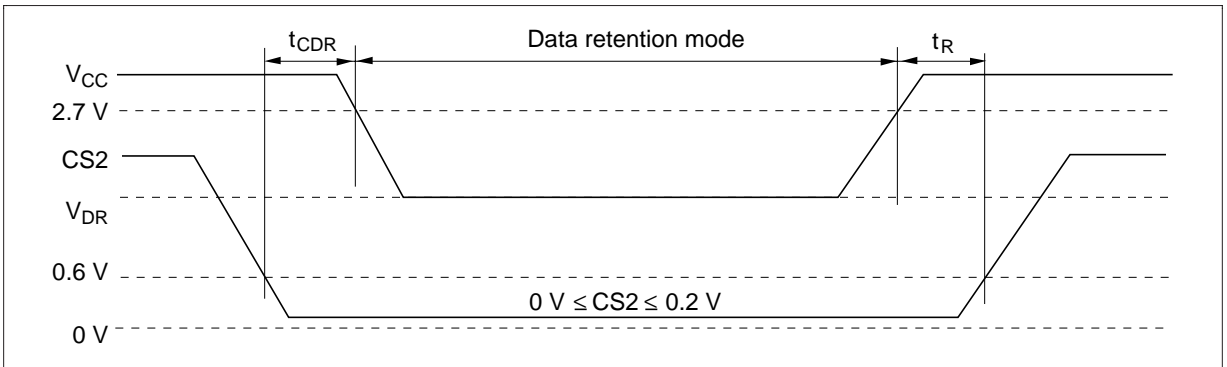 tCDR
Data retention mode
tR
VCC
2.7 V
CS2
VDR
0.6 V
0 V ≤ CS2 ≤ 0.2 V
0 V